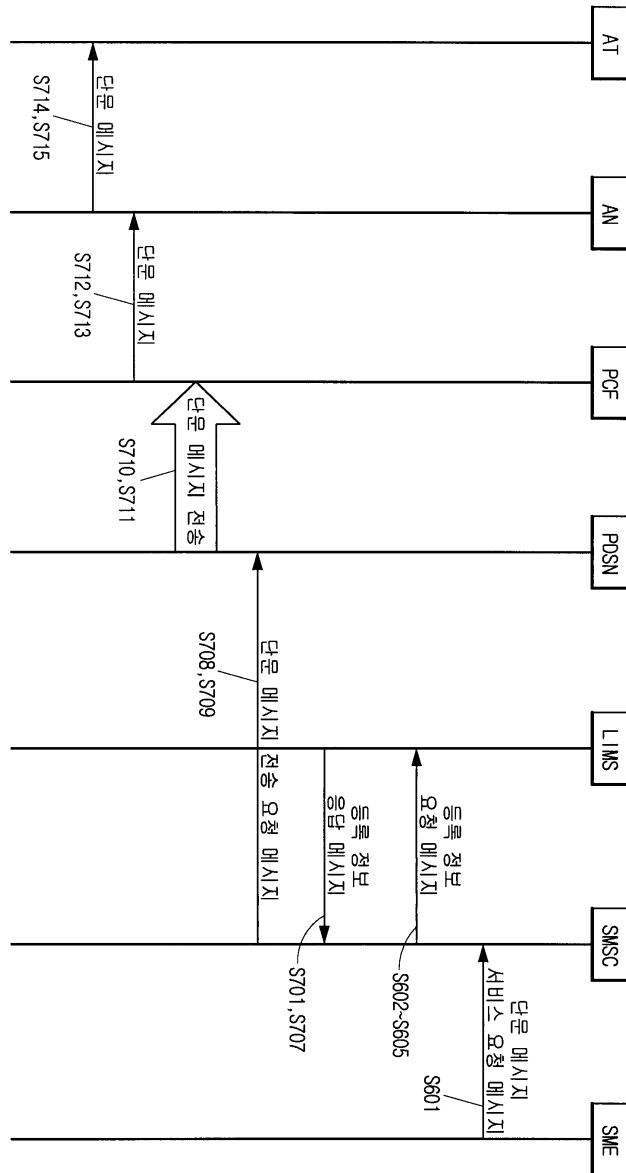 AT
AN
PCF
PDSN
LIMS
SMSC
SME
단문 메시지
서비스 요청 메시지
S601
등록 정보
요청 메시지
S602~S605
등록 정보
응답 메시지
S701,S707
단문 메시지 전송 요청 메시지
S708,S709
단문 메시지 전송
S710,S711
단문 메시지
S712,S713
단문 메시지
S714,S715